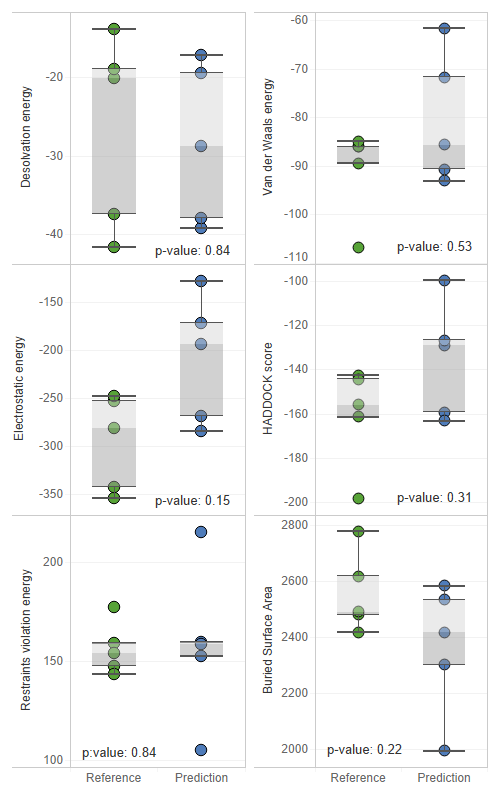 Desolvation energy
-20
-30
-40
p-value: 0.84
Van der Waals energy
-60
-70
-80
-90
-100
-110
p-value: 0.53
Electrostatic energy
-150
-200
-250
-300
-350
p-value: 0.15
HADDOCK score
-100
-120
-140
-160
-180
-200
p-value: 0.31
Restraints violation energy
200
150
100
p:value: 0.84
Buried Surface Area
2800
2600
2400
2200
2000
p-value: 0.22
Reference Prediction
Reference Prediction